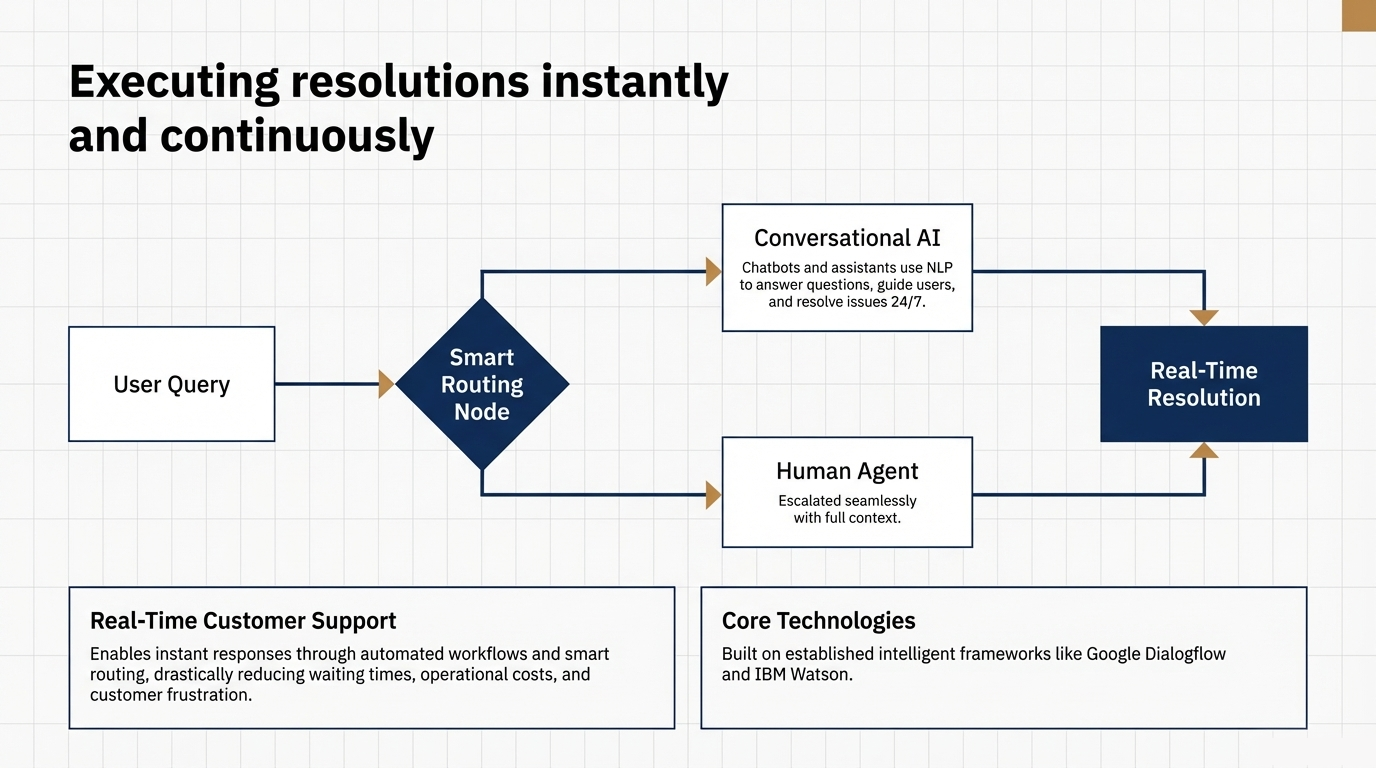 Executing resolutions instantly
and continuously
User Query
Smart
Routing
Node
Conversational AI
Chatbots and assistants use NLP
to answer questions, guide users,
and resolve issues 24/7.
Human Agent
Escalated seamlessly
with full context.
Real-Time
Resolution
Real-Time Customer Support
Enables instant responses through automated workflows and smart
routing, drastically reducing waiting times, operational costs, and
customer frustration.
Core Technologies
Built on established intelligent frameworks like Google Dialogflow
and IBM Watson.